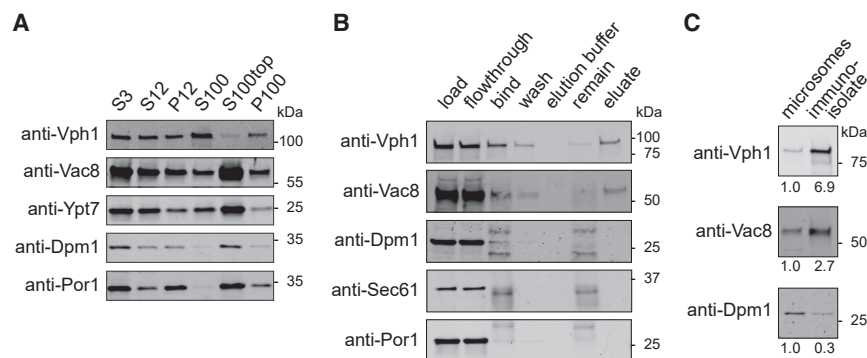 A
S3 S12 P12 S100 S100top P100
kDa
anti-Vph1
100
anti-Vac8
55
anti-Ypt7
25
anti-Dpm1
35
anti-Por1
35
B
load flowthrough bind wash elution buffer remain eluate
kDa
anti-Vph1
100
75
anti-Vac8
50
anti-Dpm1
25
anti-Sec61
37
anti-Por1
25
C
microsomes immuno-
isolate
kDa
anti-Vph1
75
1.0 6.9
anti-Vac8
50
1.0 2.7
anti-Dpm1
25
1.0 0.3